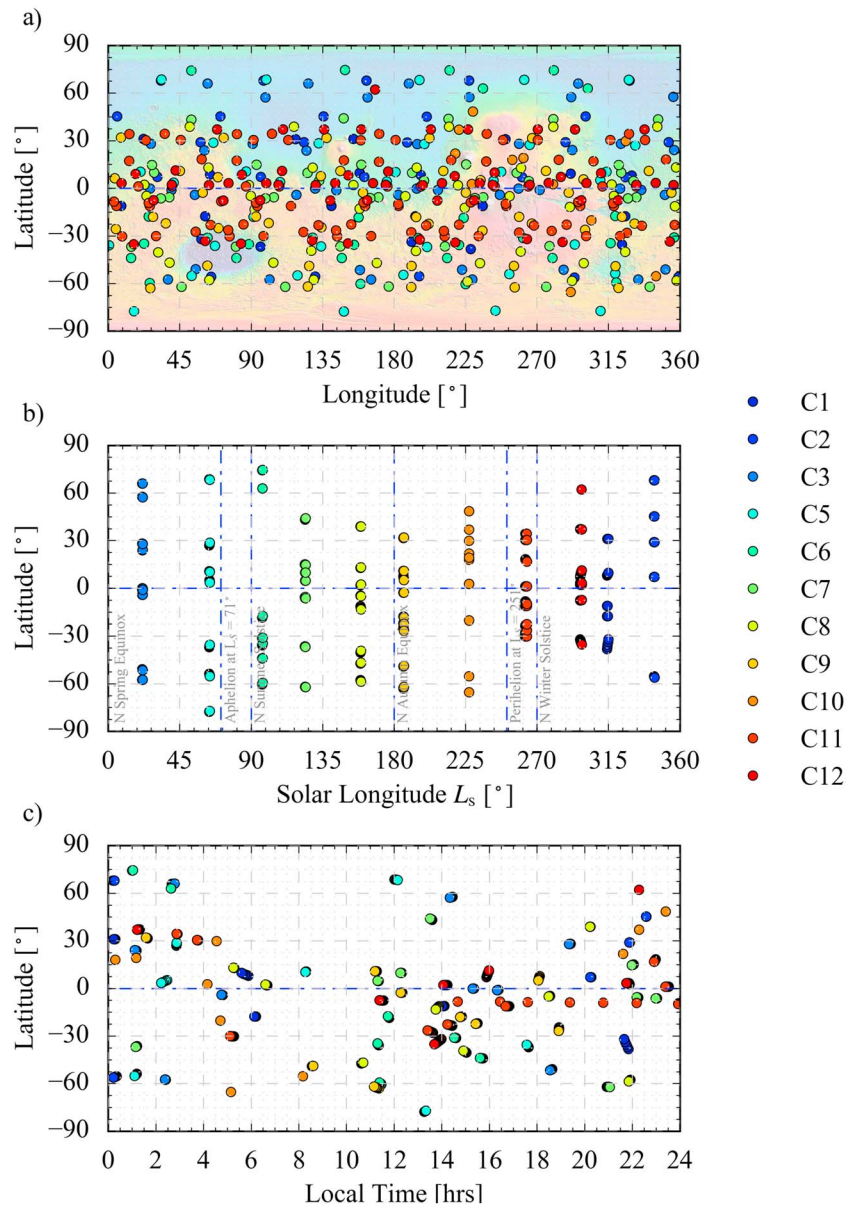 a)
90
60
30
0
−30
−60
−90
Latitude [°]
0 45 90 135 180 225 270 315 360
Longitude [°]
b)
90
60
30
0
−30
−60
−90
Latitude [°]
N Spring Equinox
Aphelion at Ls = 71°
N Summer Solstice
N Autumn Equinox
Perihelion at Ls = 251°
N Winter Solstice
0 45 90 135 180 225 270 315 360
Solar Longitude Ls [°]
C1
C2
C3
C5
C6
C7
C8
C9
C10
C11
C12
c)
90
60
30
0
−30
−60
−90
Latitude [°]
0 2 4 6 8 10 12 14 16 18 20 22 24
Local Time [hrs]